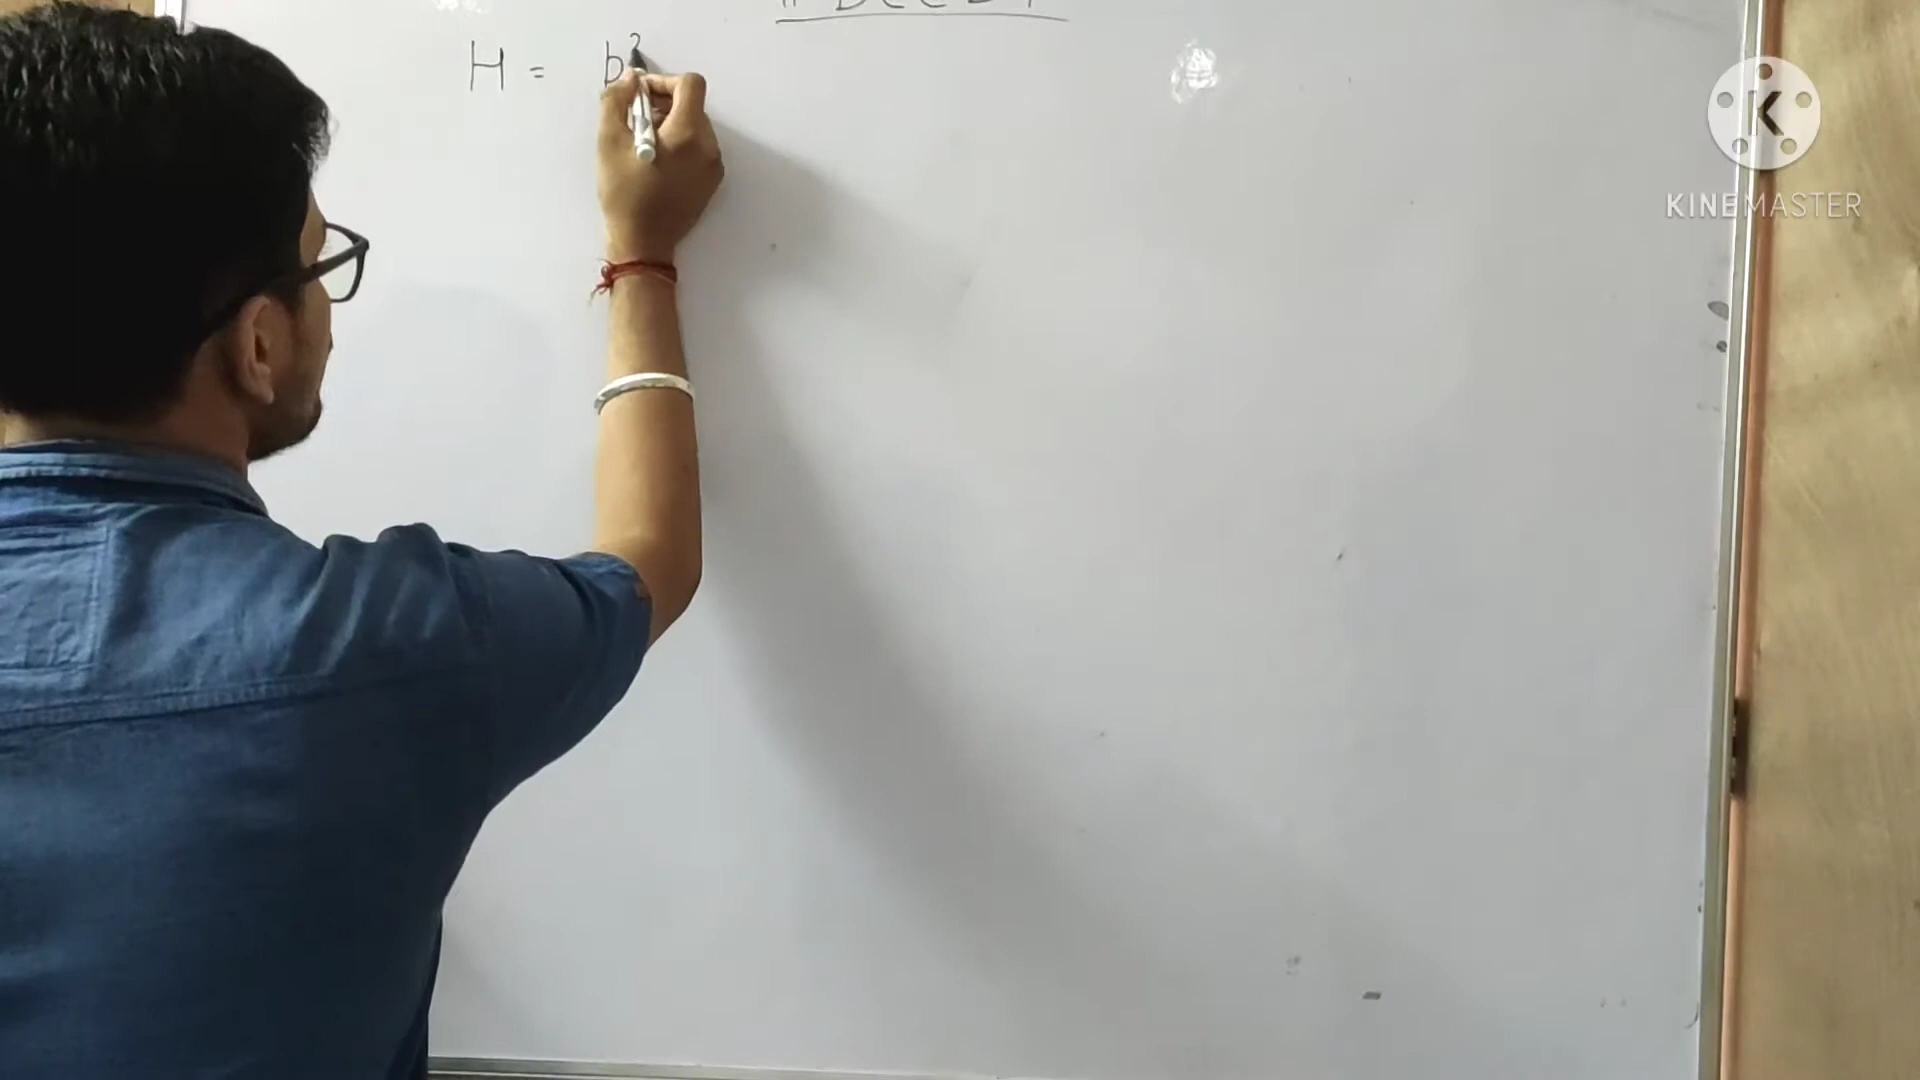 H = b²
K
KINEMASTER